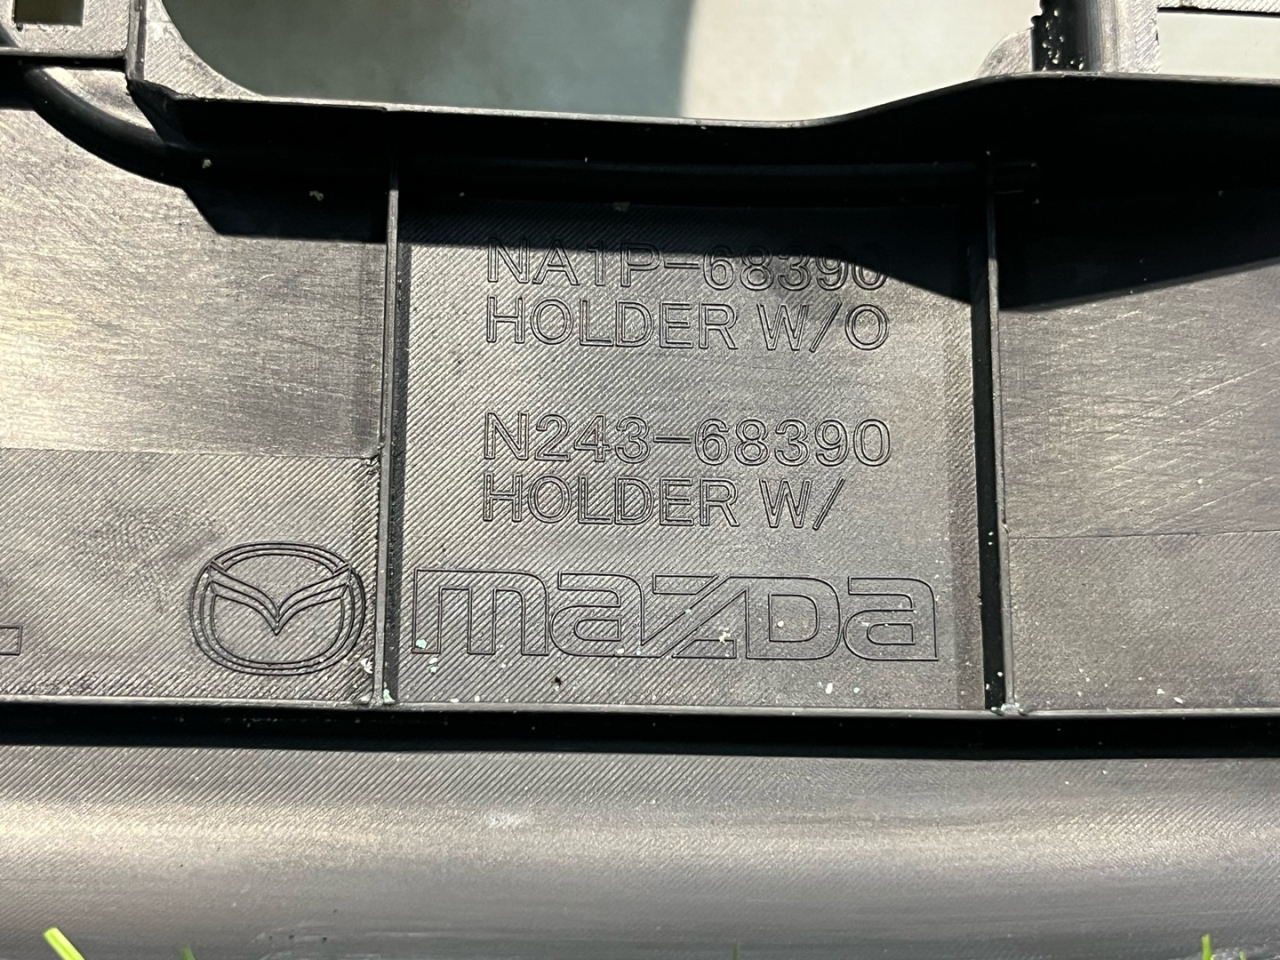 NA1P-68390
HOLDER W/O
N243-68390
HOLDER W/
mazda